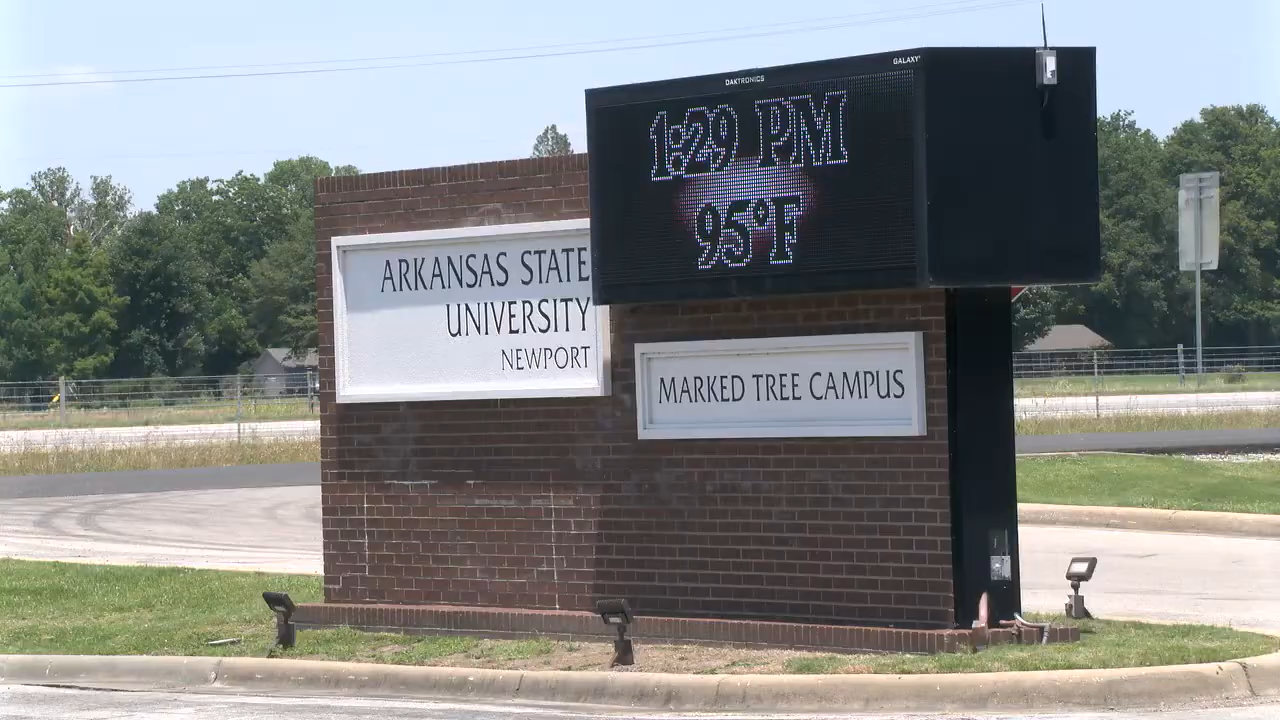 DAKTRONICS
GALAXY
1:29 PM
95°F
ARKANSAS STATE
UNIVERSITY
NEWPORT
MARKED TREE CAMPUS